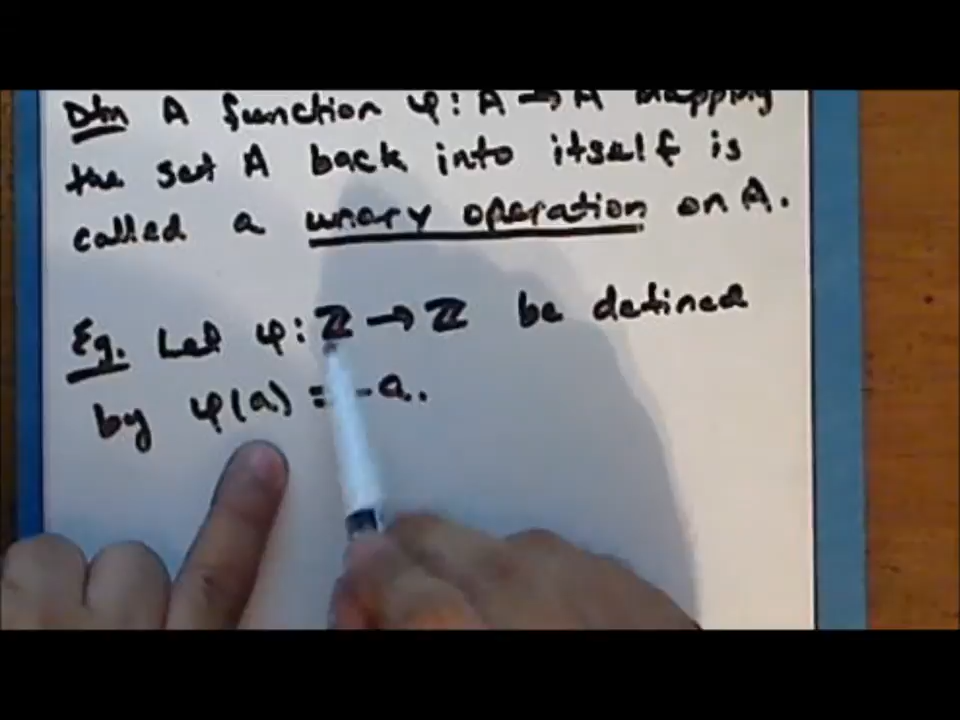 Dfn A function φ: A → A mapping
the set A back into itself is
called a unary operation on A.
Eg. Let φ: ℤ → ℤ be defined
by φ(a) = -a.